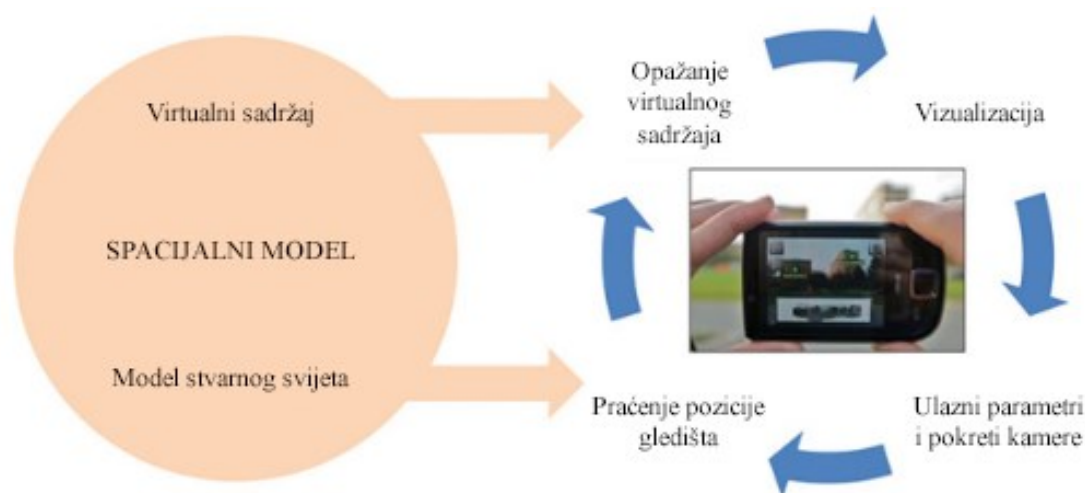 Virtualni sadržaj
SPACIJALNI MODEL
Model stvarnog svijeta
Opažanje
virtualnog
sadržaja
Vizualizacija
Praćenje pozicije
gledišta
Ulazni parametri
i pokreti kamere